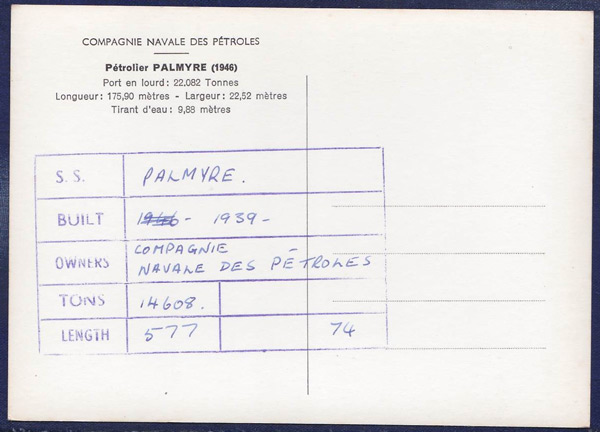 COMPAGNIE NAVALE DES PÉTROLES
Pétrolier PALMYRE (1946)
Port en lourd: 22.082 Tonnes
Longueur: 175,90 mètres - Largeur: 22,52 mètres
Tirant d'eau: 9,88 mètres
S. S. PALMYRE.
BUILT 1946 - 1939 -
OWNERS COMPAGNIE
NAVALE DES PÉTROLES
TONS 14608.
LENGTH 577 74